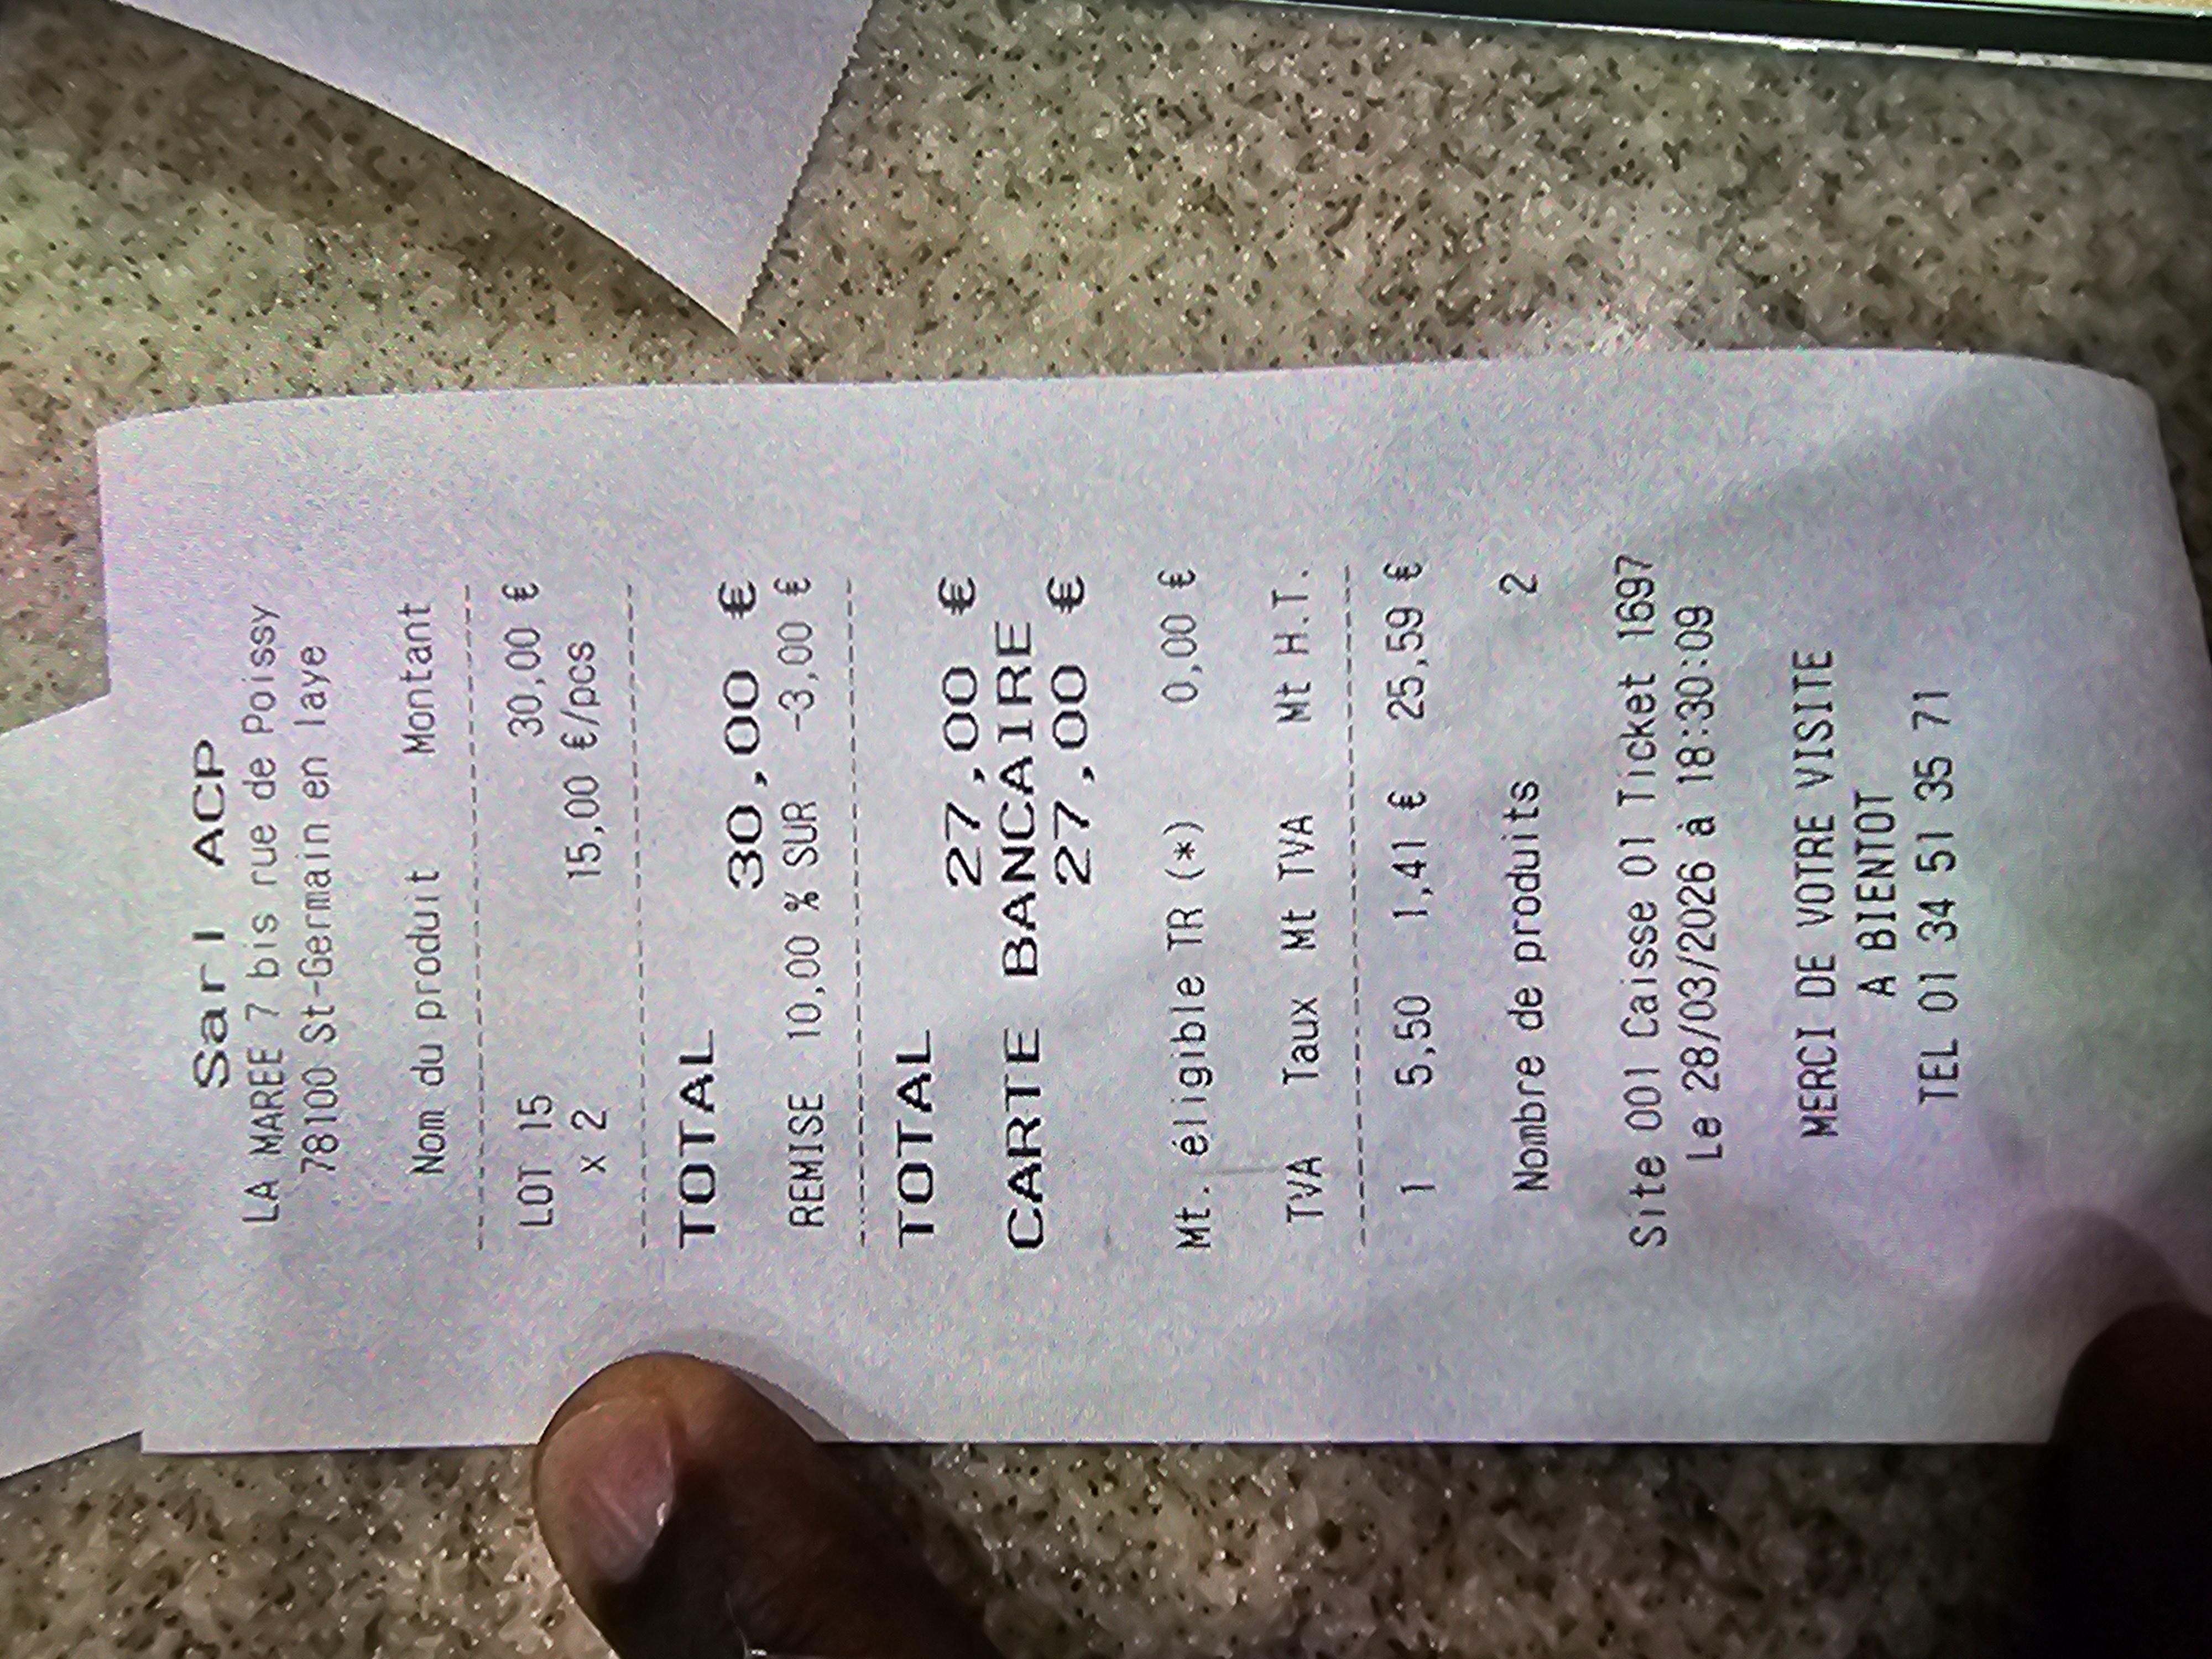 Sarl ACP
LA MAREE 7 bis rue de Poissy
78100 St-Germain en laye
Nom du produit Montant
LOT 15 30,00 €
x 2 15,00 €/pcs
TOTAL
30,00 €
REMISE 10,00 % SUR -3,00 €
TOTAL
27,00 €
CARTE BANCAIRE
27,00 €
Mt. éligible TR (*) 0,00 €
TVA Taux Mt TVA Mt H.T.
1 5,50 1,41 € 25,59 €
Nombre de produits 2
Site 001 Caisse 01 Ticket 1697
Le 28/03/2026 à 18:30:09
MERCI DE VOTRE VISITE
A BIENTOT
TEL 01 34 51 35 71